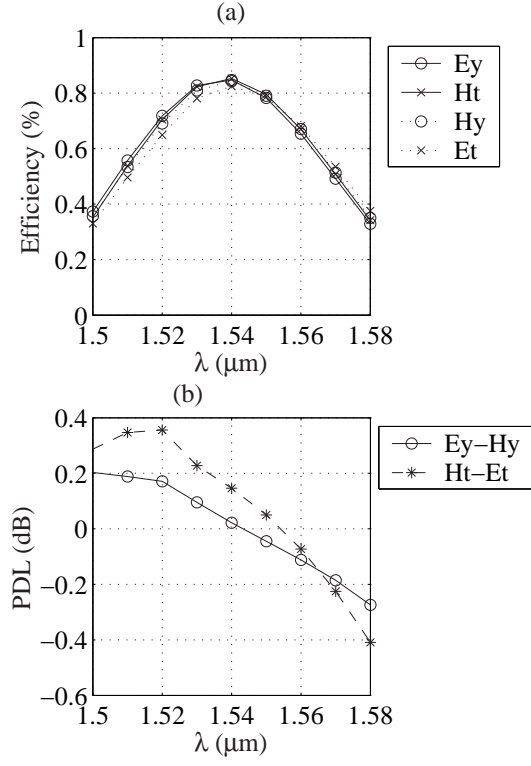 (a)
Efficiency (%)
1
0.8
0.6
0.4
0.2
0
1.5 1.52 1.54 1.56 1.58
λ (μm)
Ey
Ht
Hy
Et
(b)
PDL (dB)
0.4
0.2
0
−0.2
−0.4
−0.6
1.5 1.52 1.54 1.56 1.58
λ (μm)
Ey−Hy
Ht−Et